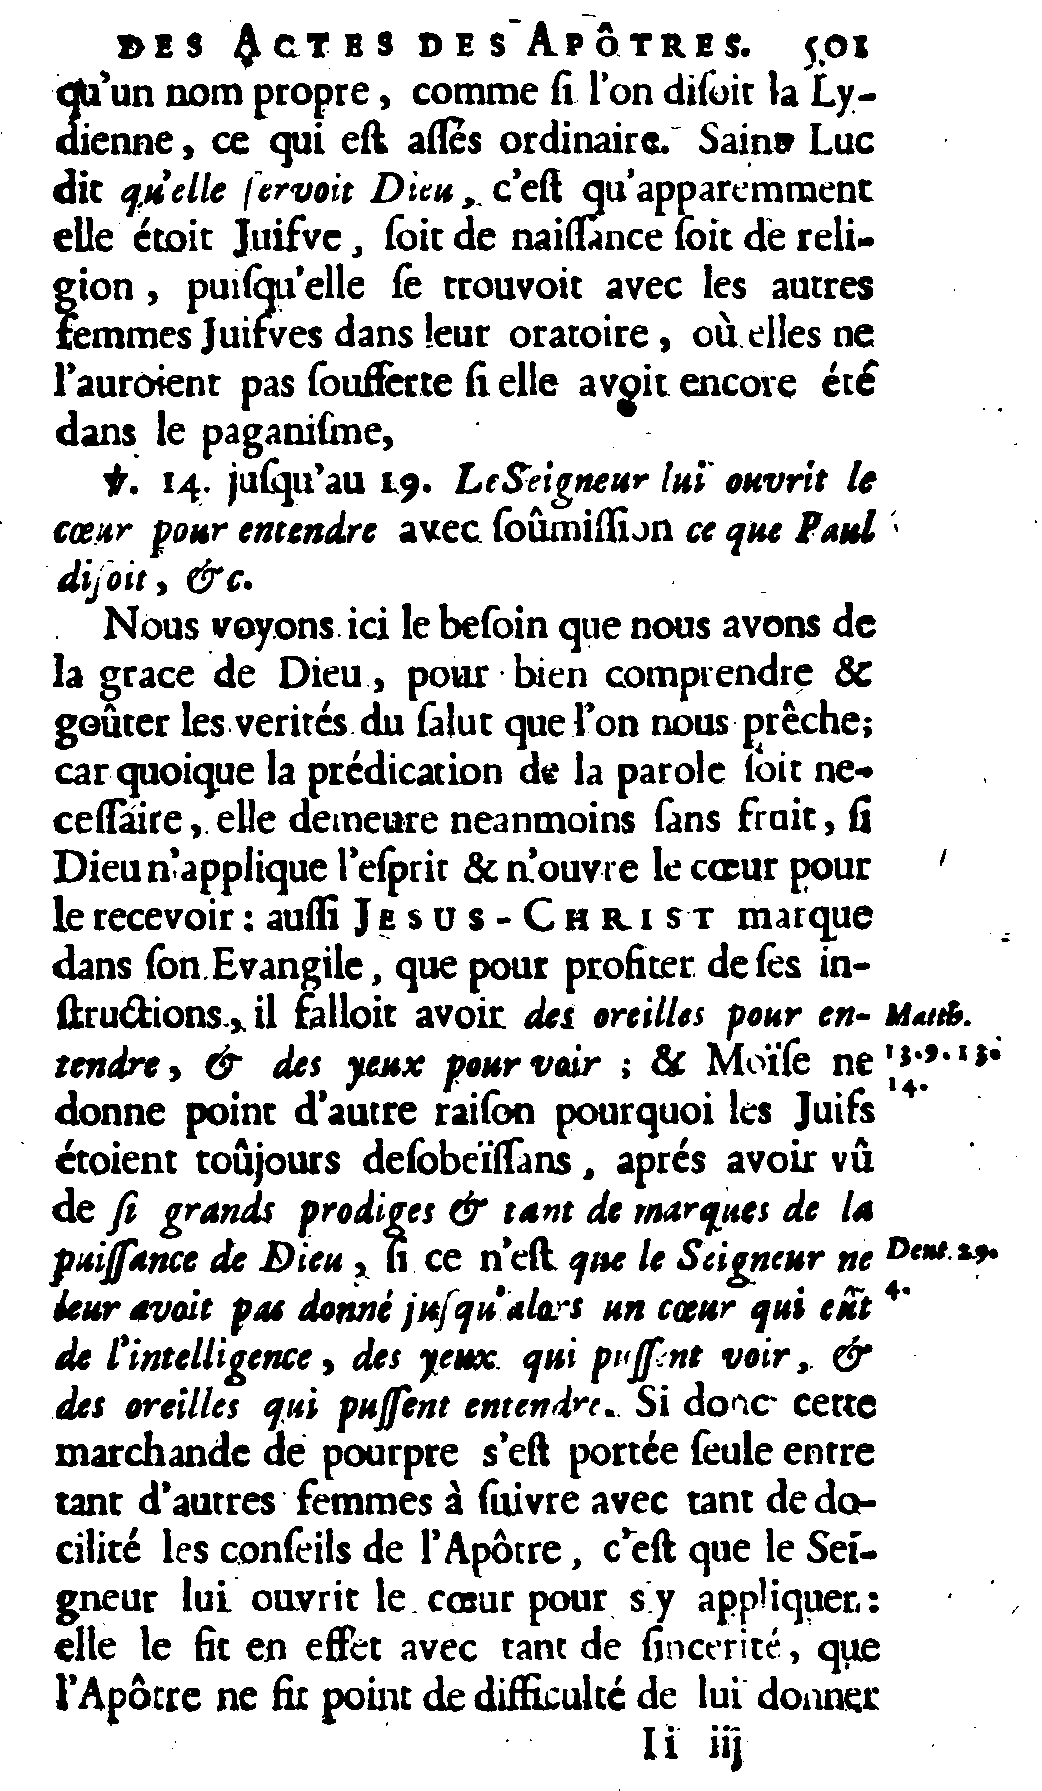 DES ACTES DES APÔTRES. 501
qu'un nom propre, comme ſi l'on diſoit la Ly-
dienne, ce qui eſt aſſés ordinaire. Saint Luc
dit qu'elle ſervoit Dieu, c'eſt qu'apparemment
elle étoit Juifve, ſoit de naiſſance ſoit de reli-
gion, puiſqu'elle ſe trouvoit avec les autres
femmes Juifves dans leur oratoire, où elles ne
l'auroient pas ſoufferte ſi elle avoit encore été
dans le paganiſme,
℣. 14. juſqu'au 19. Le Seigneur lui ouvrit le
cœur pour entendre avec ſoûmiſſion ce que Paul
diſoit, &c.
Nous voyons ici le beſoin que nous avons de
la grace de Dieu, pour bien comprendre &
goûter les verités du ſalut que l'on nous prêche;
car quoique la prédication de la parole ſoit ne-
ceſſaire, elle demeure neanmoins ſans fruit, ſi
Dieu n'applique l'eſprit & n'ouvre le cœur pour
le recevoir: auſſi JESUS-CHRIST marque
dans ſon Evangile, que pour profiter de ſes in-
ſtructions, il falloit avoir des oreilles pour en- Matth.
tendre, & des yeux pour voir; & Moïſe ne 13. 9. 13.
14.
donne point d'autre raiſon pourquoi les Juifs
étoient toûjours deſobeïſſans, aprés avoir vû
de ſi grands prodiges & tant de marques de la
puiſſance de Dieu, ſi ce n'eſt que le Seigneur ne Deut. 29.
leur avoit pas donné juſqu'alors un cœur qui eût 4.
de l'intelligence, des yeux qui puſſent voir, &
des oreilles qui puſſent entendre. Si donc cette
marchande de pourpre s'eſt portée ſeule entre
tant d'autres femmes à ſuivre avec tant de do-
cilité les conſeils de l'Apôtre, c'eſt que le Sei-
gneur lui ouvrit le cœur pour s'y appliquer:
elle le fit en effet avec tant de ſincerité, que
l'Apôtre ne fit point de difficulté de lui donner
Ii iij